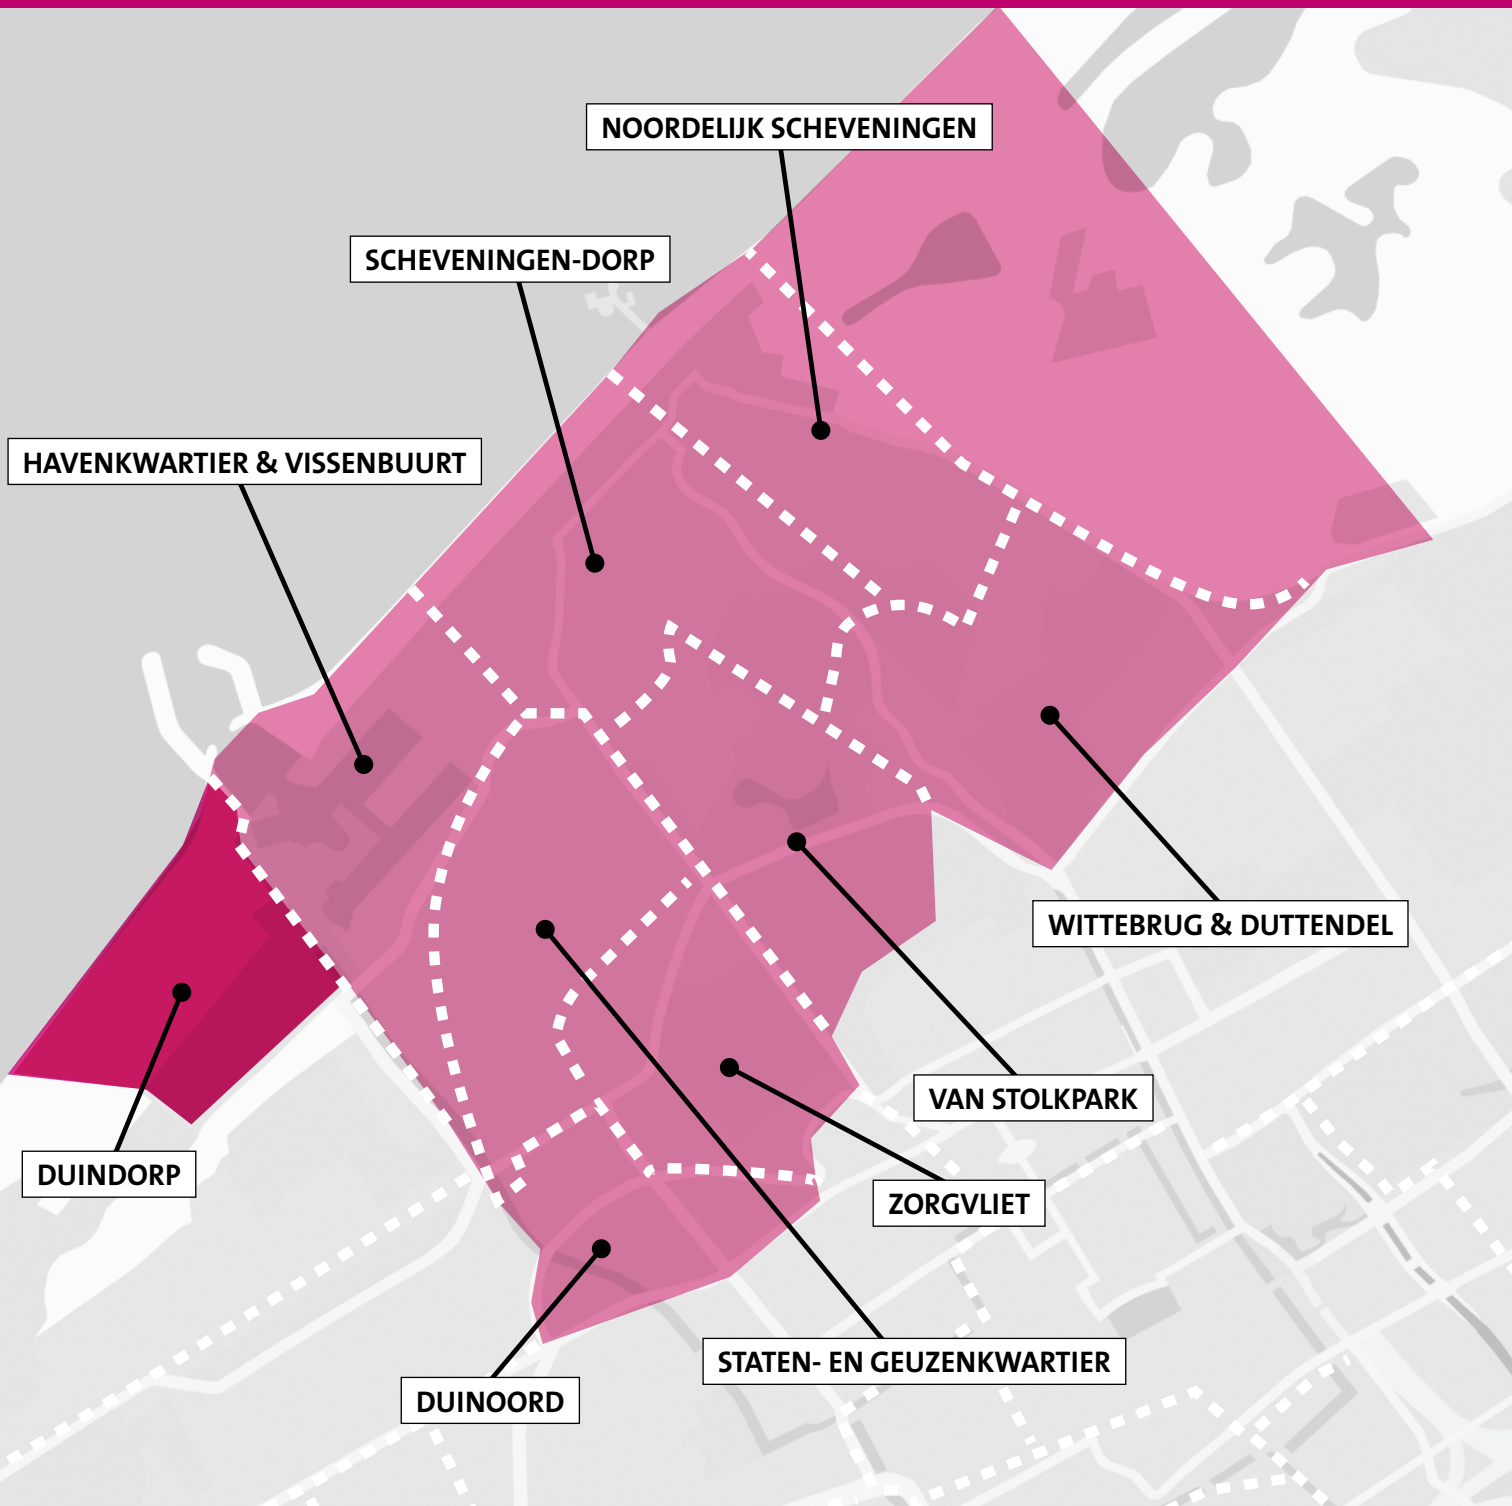 NOORDELIJK SCHEVENINGEN
SCHEVENINGEN-DORP
HAVENKWARTIER & VISSENBUURT
WITTEBRUG & DUTTENDEL
VAN STOLKPARK
DUINDORP
ZORGVLIET
STATEN- EN GEUZENKWARTIER
DUINOORD